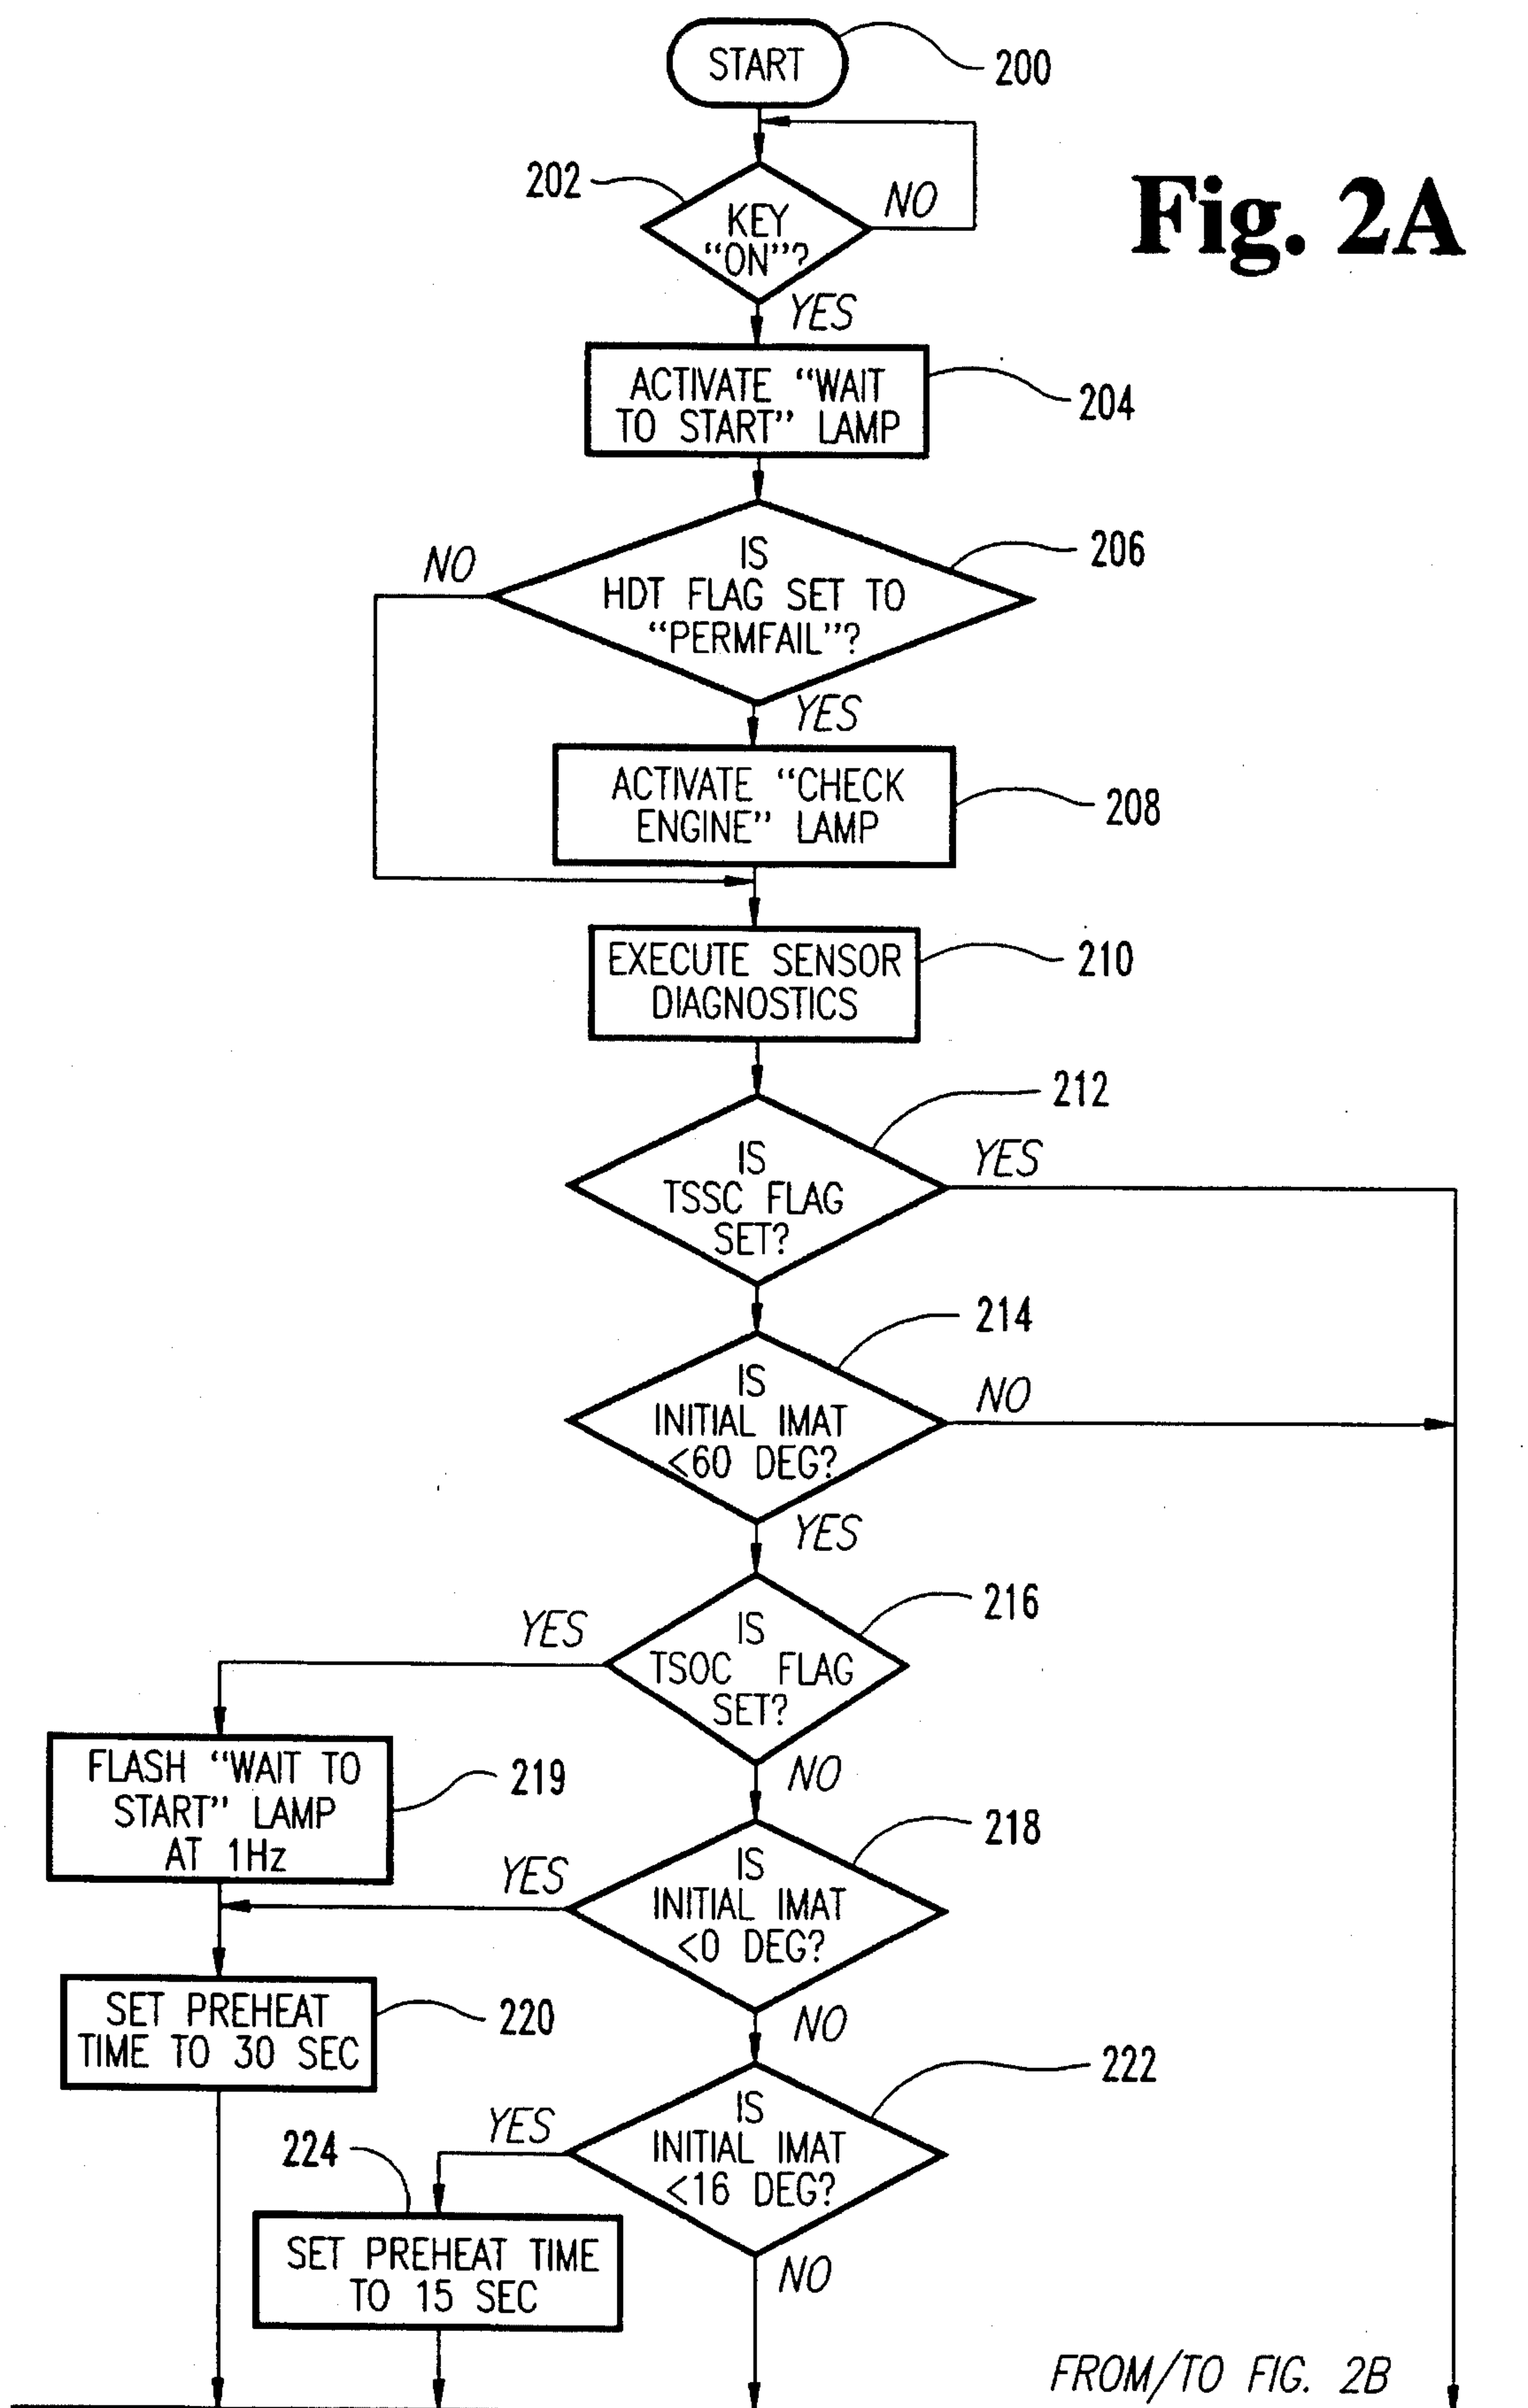 START
200
Fig. 2A
202
KEY
“ON”?
NO
YES
ACTIVATE “WAIT
TO START” LAMP
204
NO
IS
HDT FLAG SET TO
“PERMFAIL”?
206
YES
ACTIVATE “CHECK
ENGINE” LAMP
208
EXECUTE SENSOR
DIAGNOSTICS
210
212
IS
TSSC FLAG
SET?
YES
214
IS
INITIAL IMAT
<60 DEG?
NO
YES
216
YES
IS
TSOC FLAG
SET?
NO
FLASH “WAIT TO
START” LAMP
AT 1Hz
219
218
YES
IS
INITIAL IMAT
<0 DEG?
NO
SET PREHEAT
TIME TO 30 SEC
220
222
YES
IS
INITIAL IMAT
<16 DEG?
NO
224
SET PREHEAT TIME
TO 15 SEC
FROM/TO FIG. 2B